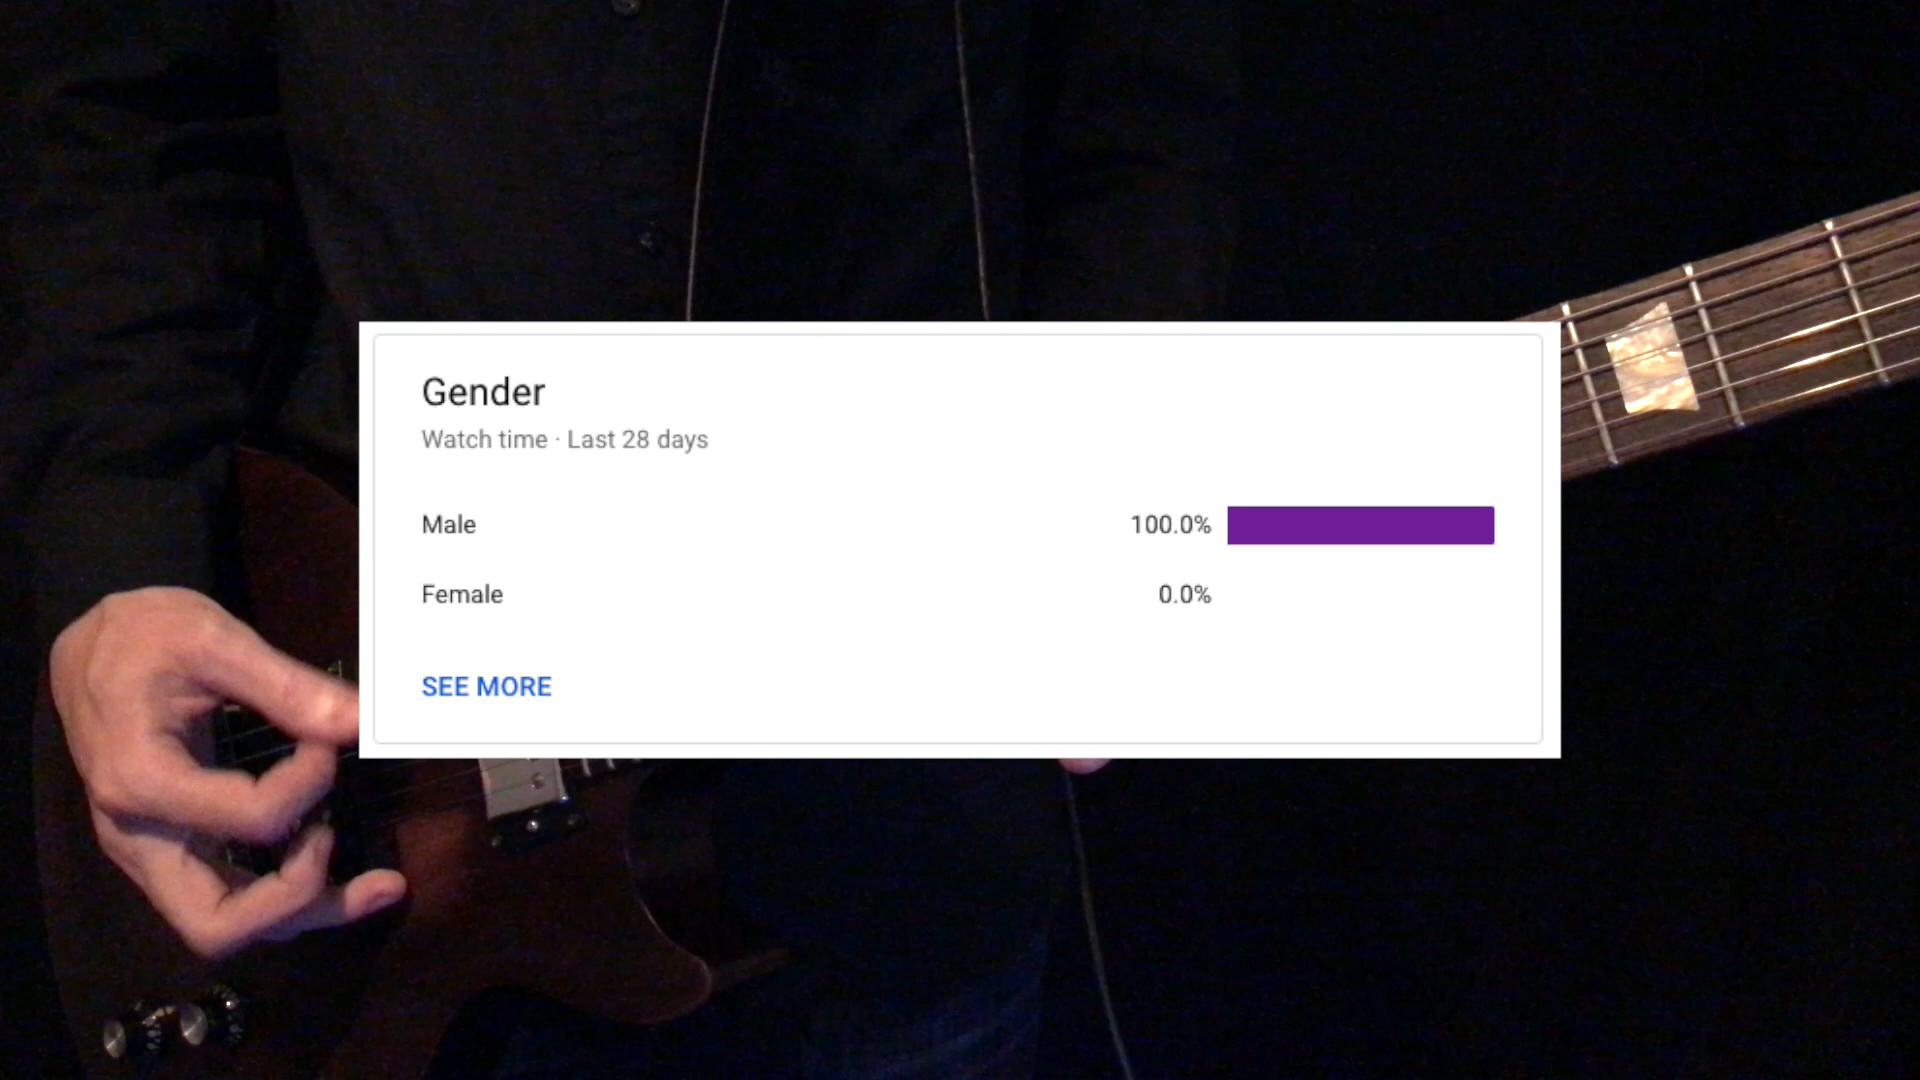 Gender
Watch time · Last 28 days
Male 100.0%
Female 0.0%
SEE MORE